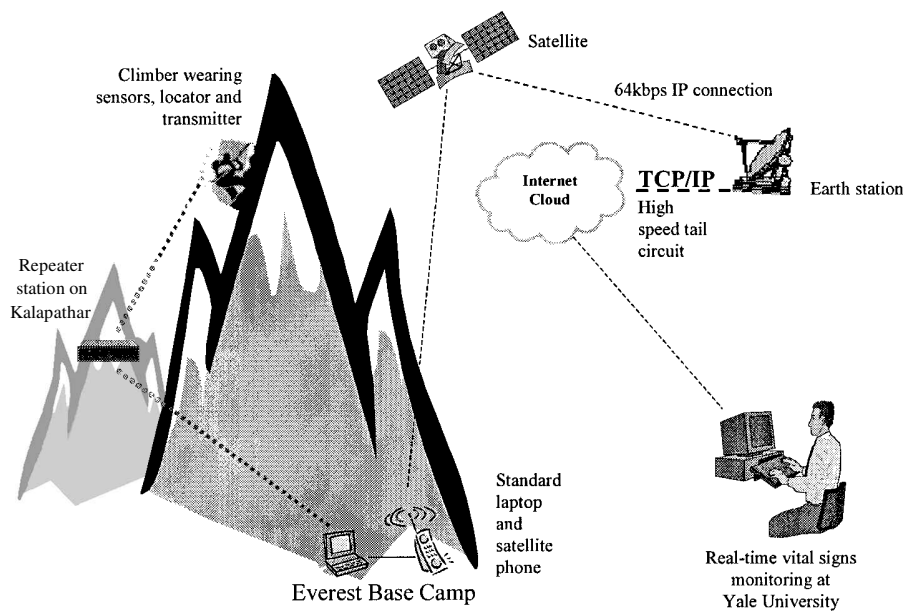 Satellite
Climber wearing
sensors, locator and
transmitter
64kbps IP connection
Internet
Cloud
TCP/IP
Earth station
High
speed tail
circuit
Repeater
station on
Kalapathar
Standard
laptop
and
satellite
phone
Everest Base Camp
Real-time vital signs
monitoring at
Yale University